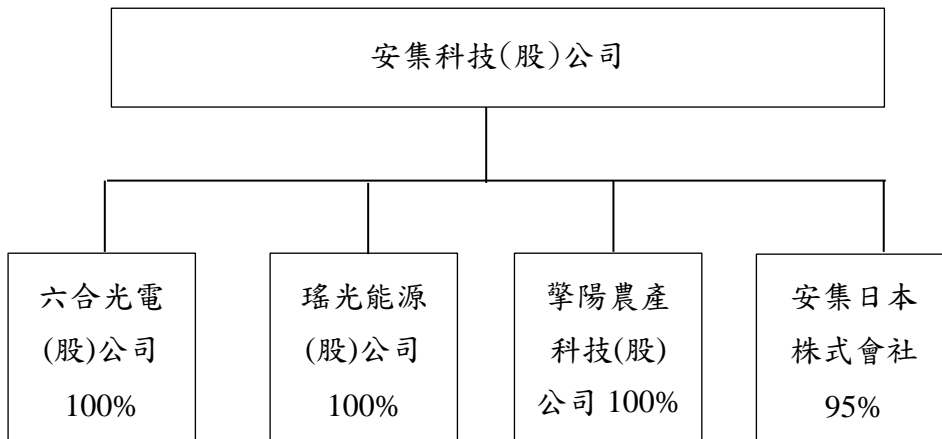 安集科技(股)公司
六合光電
(股)公司
100%
瑤光能源
(股)公司
100%
擎陽農產
科技(股)
公司 100%
安集日本
株式會社
95%